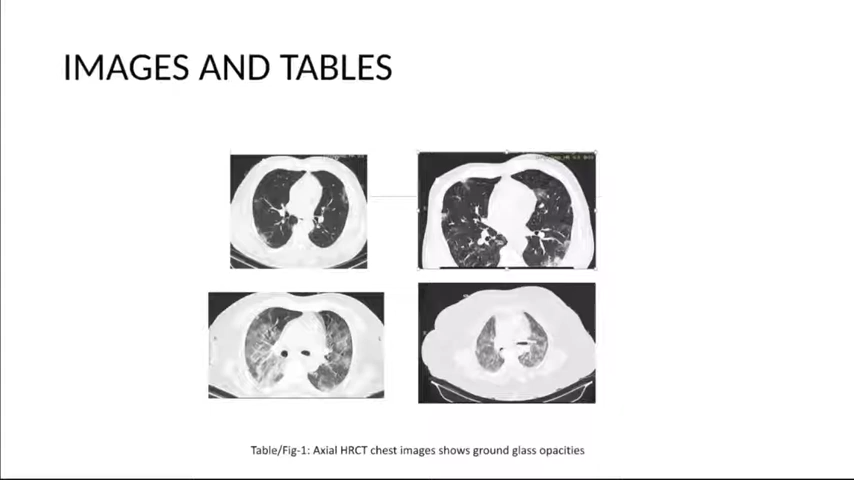 IMAGES AND TABLES
Table/Fig-1: Axial HRCT chest images shows ground glass opacities